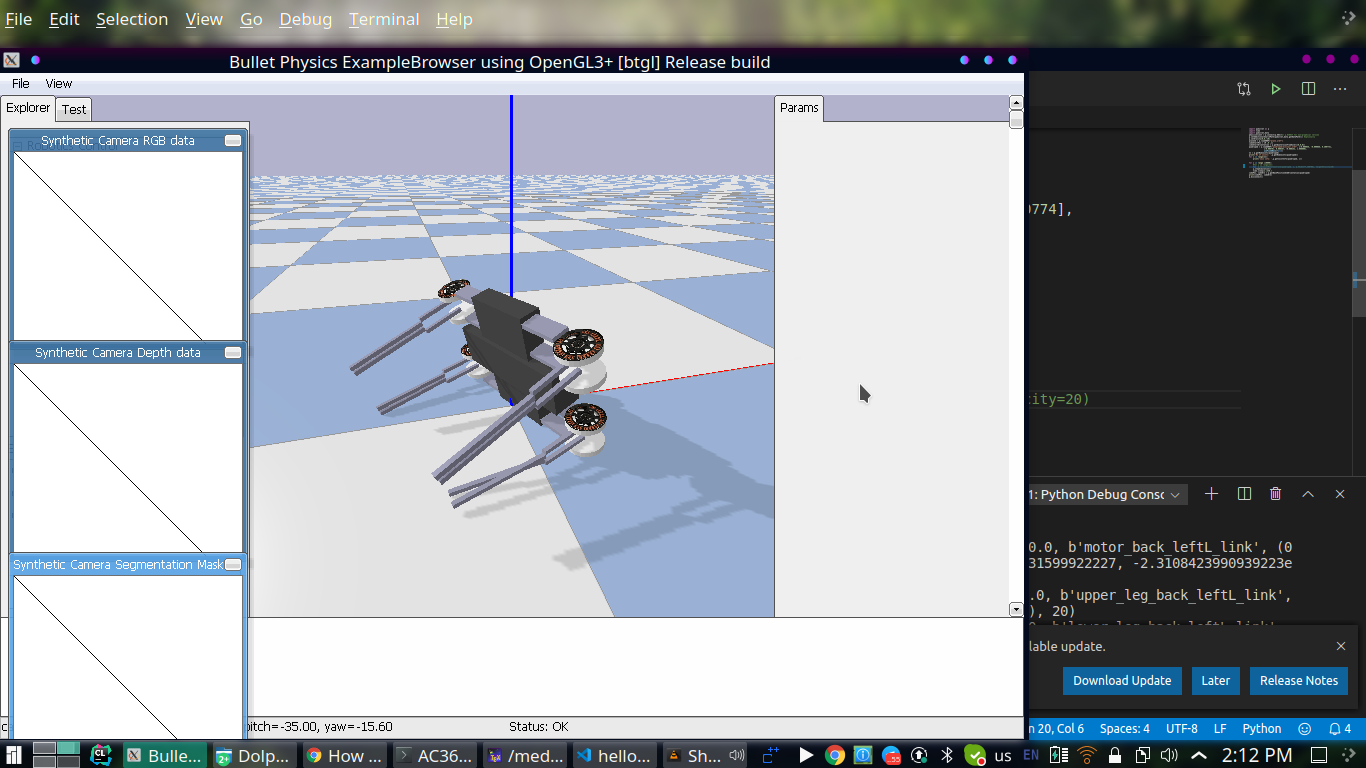 File Edit Selection View Go Debug Terminal Help
Bullet Physics ExampleBrowser using OpenGL3+ [btgl] Release build
File View
Explorer Test
Params
Synthetic Camera RGB data
Synthetic Camera Depth data
Synthetic Camera Segmentation Mask
0774],
city=20)
1: Python Debug Consc
0.0, b'motor_back_leftL_link', (0
31599922227, -2.3108423990939223e
.0, b'upper_leg_back_leftL_link',
), 20)
lable update.
Download Update Later Release Notes
pitch=-35.00, yaw=-15.60 Status: OK
n 20, Col 6 Spaces: 4 UTF-8 LF Python 4
Bulle... Dolp... How ... AC36... /med... hello... Sh... us EN 2:12 PM